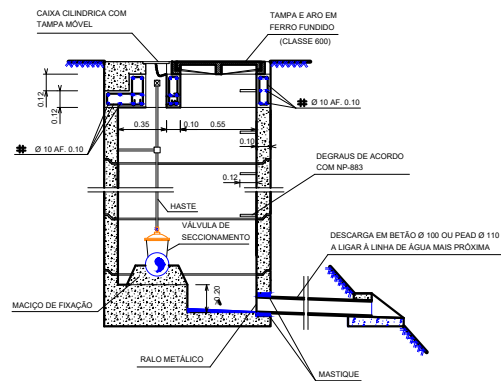 CAIXA CILINDRICA COM
TAMPA MÓVEL
TAMPA E ARO EM
FERRO FUNDIDO
(CLASSE 600)
0.12
0.12
# Ø 10 AF. 0.10
# Ø 10 AF. 0.10
0.35
0.10
0.55
0.10
0.12
DEGRAUS DE ACORDO
COM NP-883
HASTE
VÁLVULA DE
SECCIONAMENTO
DESCARGA EM BETÃO Ø 100 OU PEAD Ø 110
A LIGAR À LINHA DE ÁGUA MAIS PRÓXIMA
MACIÇO DE FIXAÇÃO
0.20
RALO METÁLICO
MASTIQUE